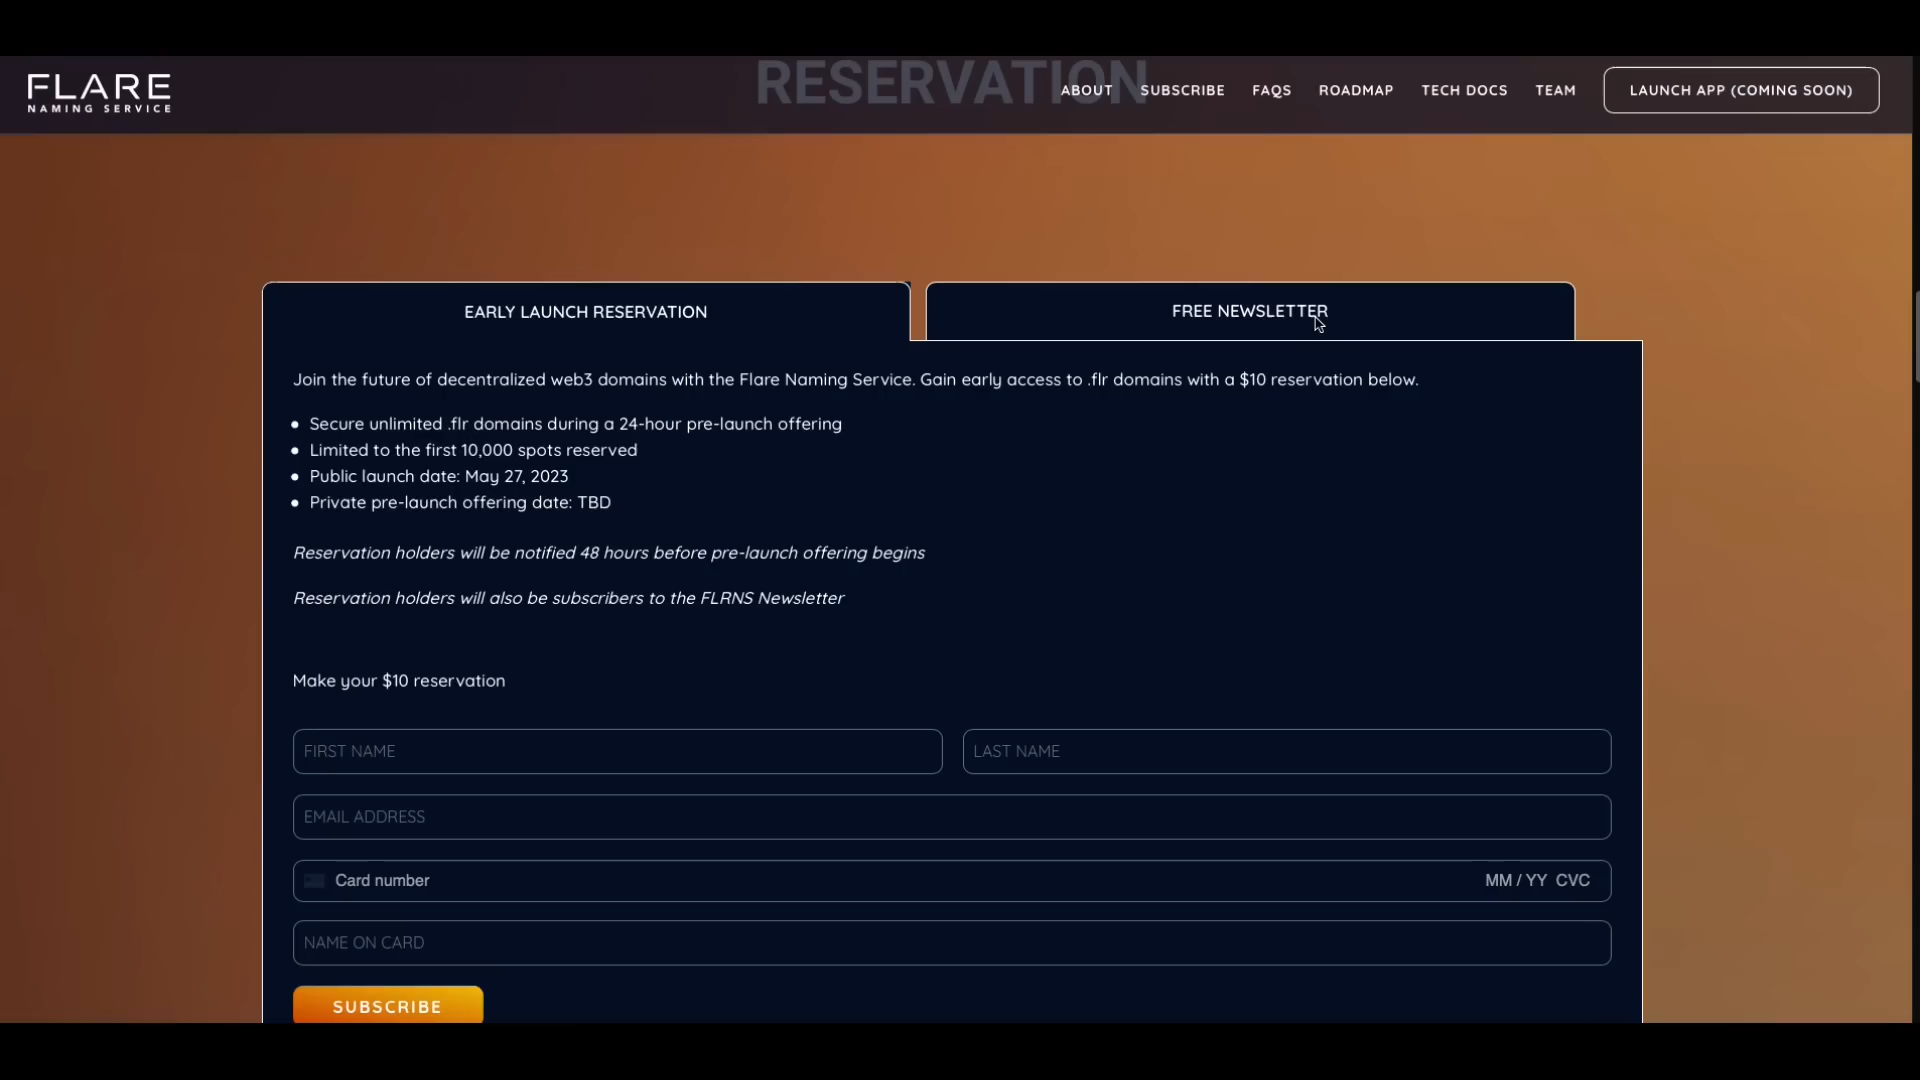 RESERVATION
FLARE
NAMING SERVICE
ABOUT SUBSCRIBE FAQS ROADMAP TECH DOCS TEAM LAUNCH APP (COMING SOON)
EARLY LAUNCH RESERVATION
FREE NEWSLETTER
Join the future of decentralized web3 domains with the Flare Naming Service. Gain early access to .flr domains with a $10 reservation below.
Secure unlimited .flr domains during a 24-hour pre-launch offering
Limited to the first 10,000 spots reserved
Public launch date: May 27, 2023
Private pre-launch offering date: TBD
Reservation holders will be notified 48 hours before pre-launch offering begins
Reservation holders will also be subscribers to the FLRNS Newsletter
Make your $10 reservation
FIRST NAME
LAST NAME
EMAIL ADDRESS
Card number MM / YY CVC
NAME ON CARD
SUBSCRIBE